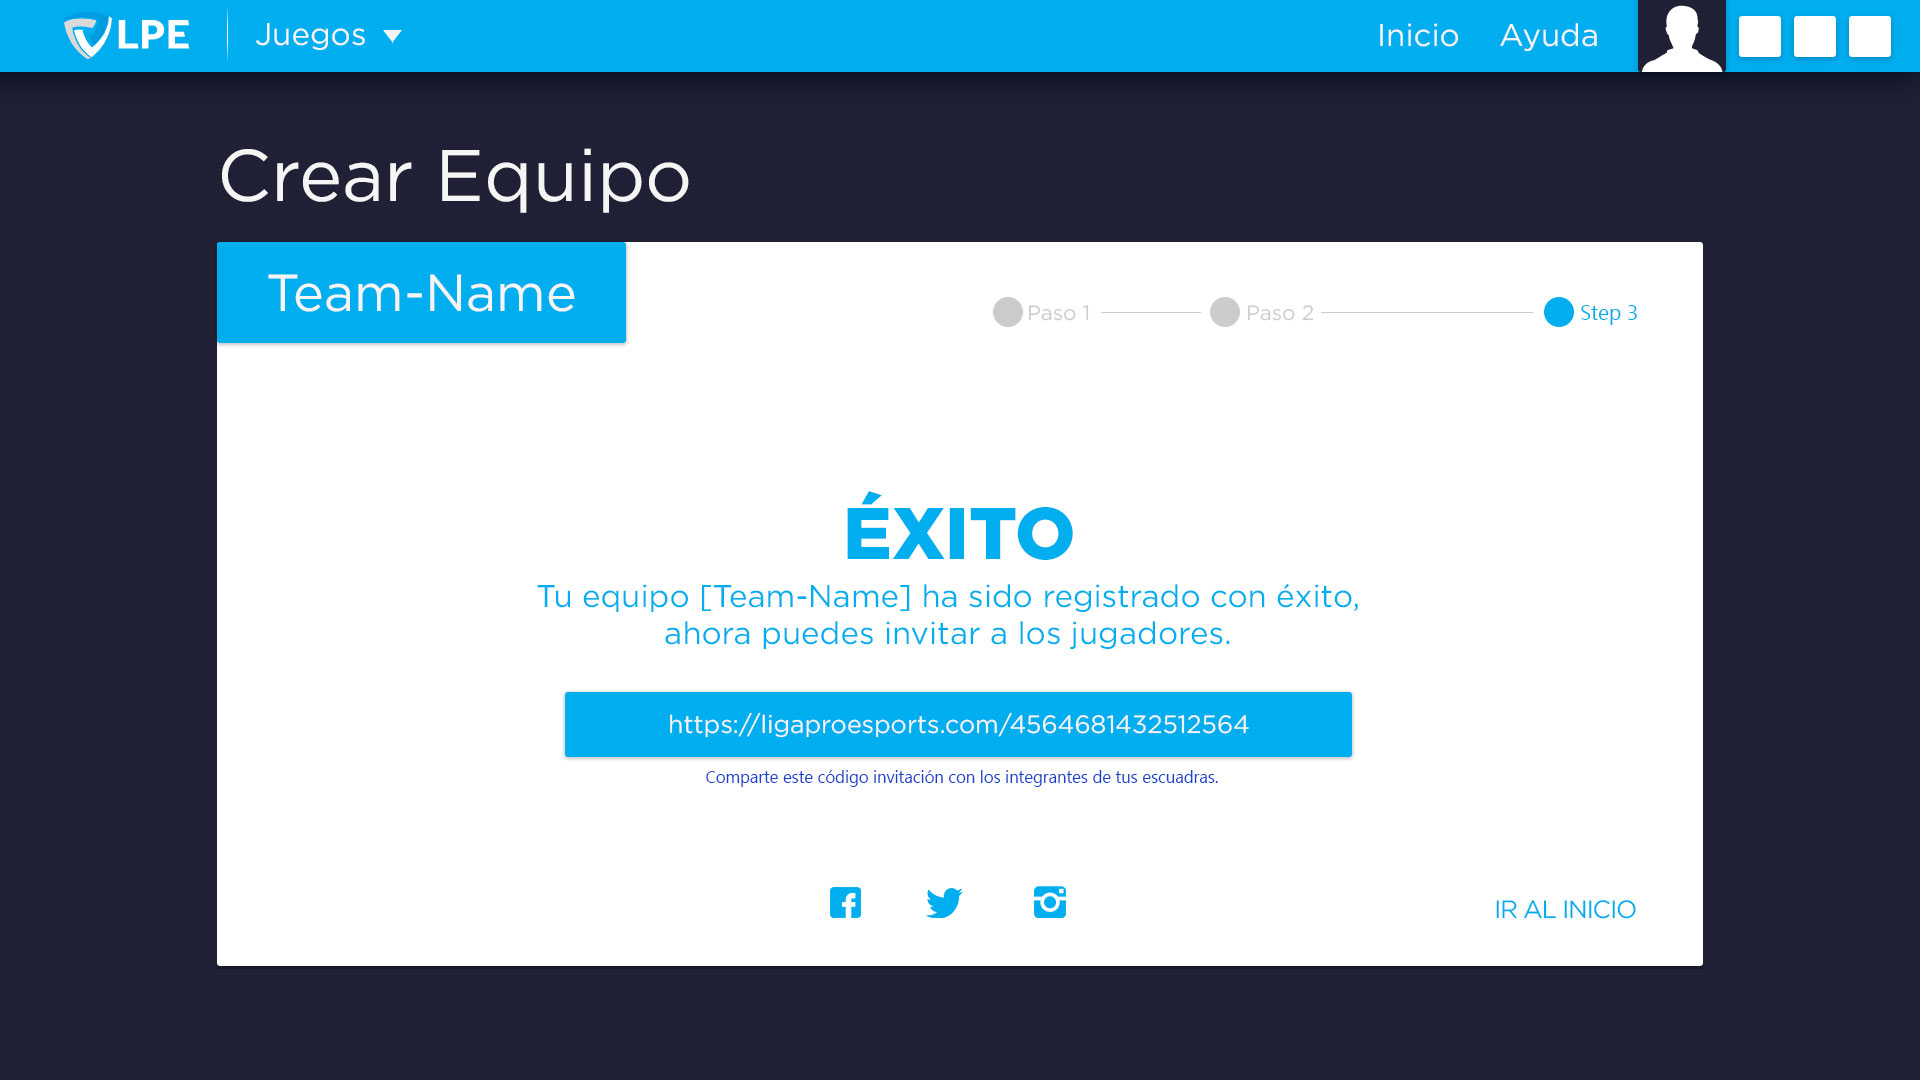 LPE
Juegos
Inicio
Ayuda
Crear Equipo
Team-Name
Paso 1
Paso 2
Step 3
ÉXITO
Tu equipo [Team-Name] ha sido registrado con éxito,
ahora puedes invitar a los jugadores.
https://ligaproesports.com/4564681432512564
Comparte este código invitación con los integrantes de tus escuadras.
IR AL INICIO